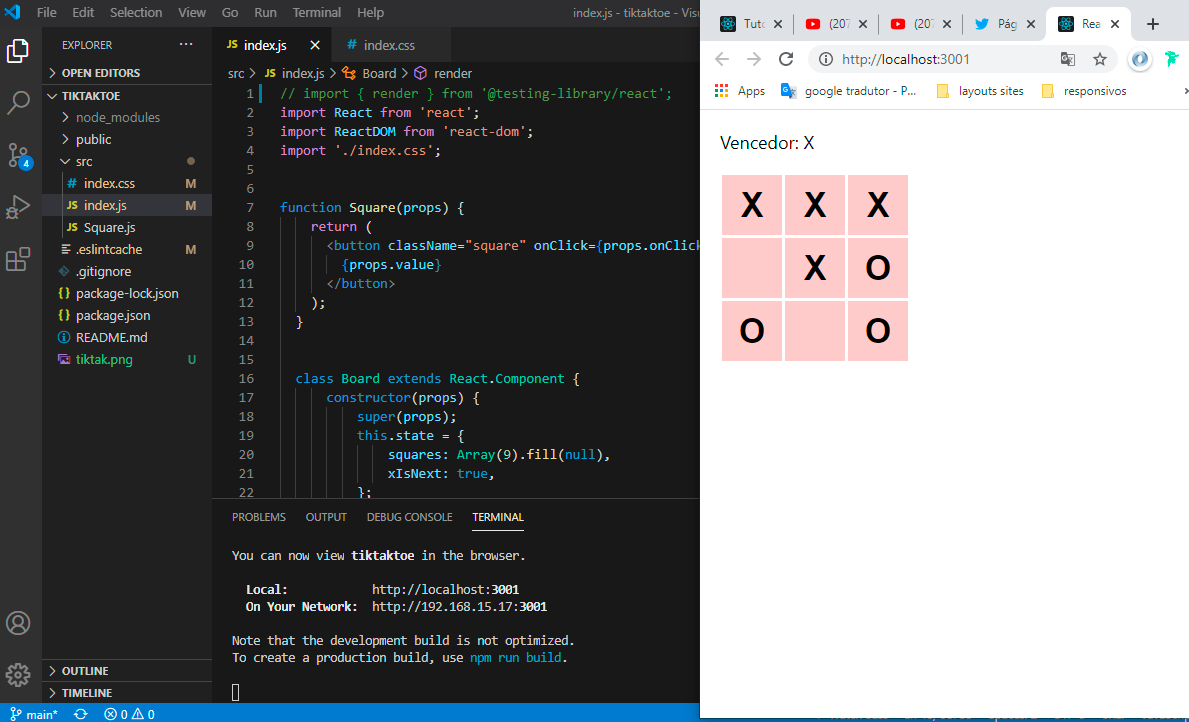 File Edit Selection View Go Run Terminal Help index.js - tiktaktoe - Visu
EXPLORER
OPEN EDITORS
TIKTAKTOE
node_modules
public
src
index.css M
index.js M
Square.js
.eslintcache M
.gitignore
package-lock.json
package.json
README.md
tiktak.png U
OUTLINE
TIMELINE
4
main*
0 0
JS index.js
# index.css
src > JS index.js > Board > render
1 // import { render } from '@testing-library/react';
2 import React from 'react';
3 import ReactDOM from 'react-dom';
4 import './index.css';
5
6
7 function Square(props) {
8 return (
9 <button className="square" onClick={props.onClick
10 {props.value}
11 </button>
12 );
13 }
14
15
16 class Board extends React.Component {
17 constructor(props) {
18 super(props);
19 this.state = {
20 squares: Array(9).fill(null),
21 xIsNext: true,
22 };
PROBLEMS OUTPUT DEBUG CONSOLE TERMINAL
You can now view tiktaktoe in the browser.
Local: http://localhost:3001
On Your Network: http://192.168.15.17:3001
Note that the development build is not optimized.
To create a production build, use npm run build.
Tuto (207 (207 Pág Rea
http://localhost:3001
Apps google tradutor - P... layouts sites responsivos
Vencedor: X
X X X
X O
O O